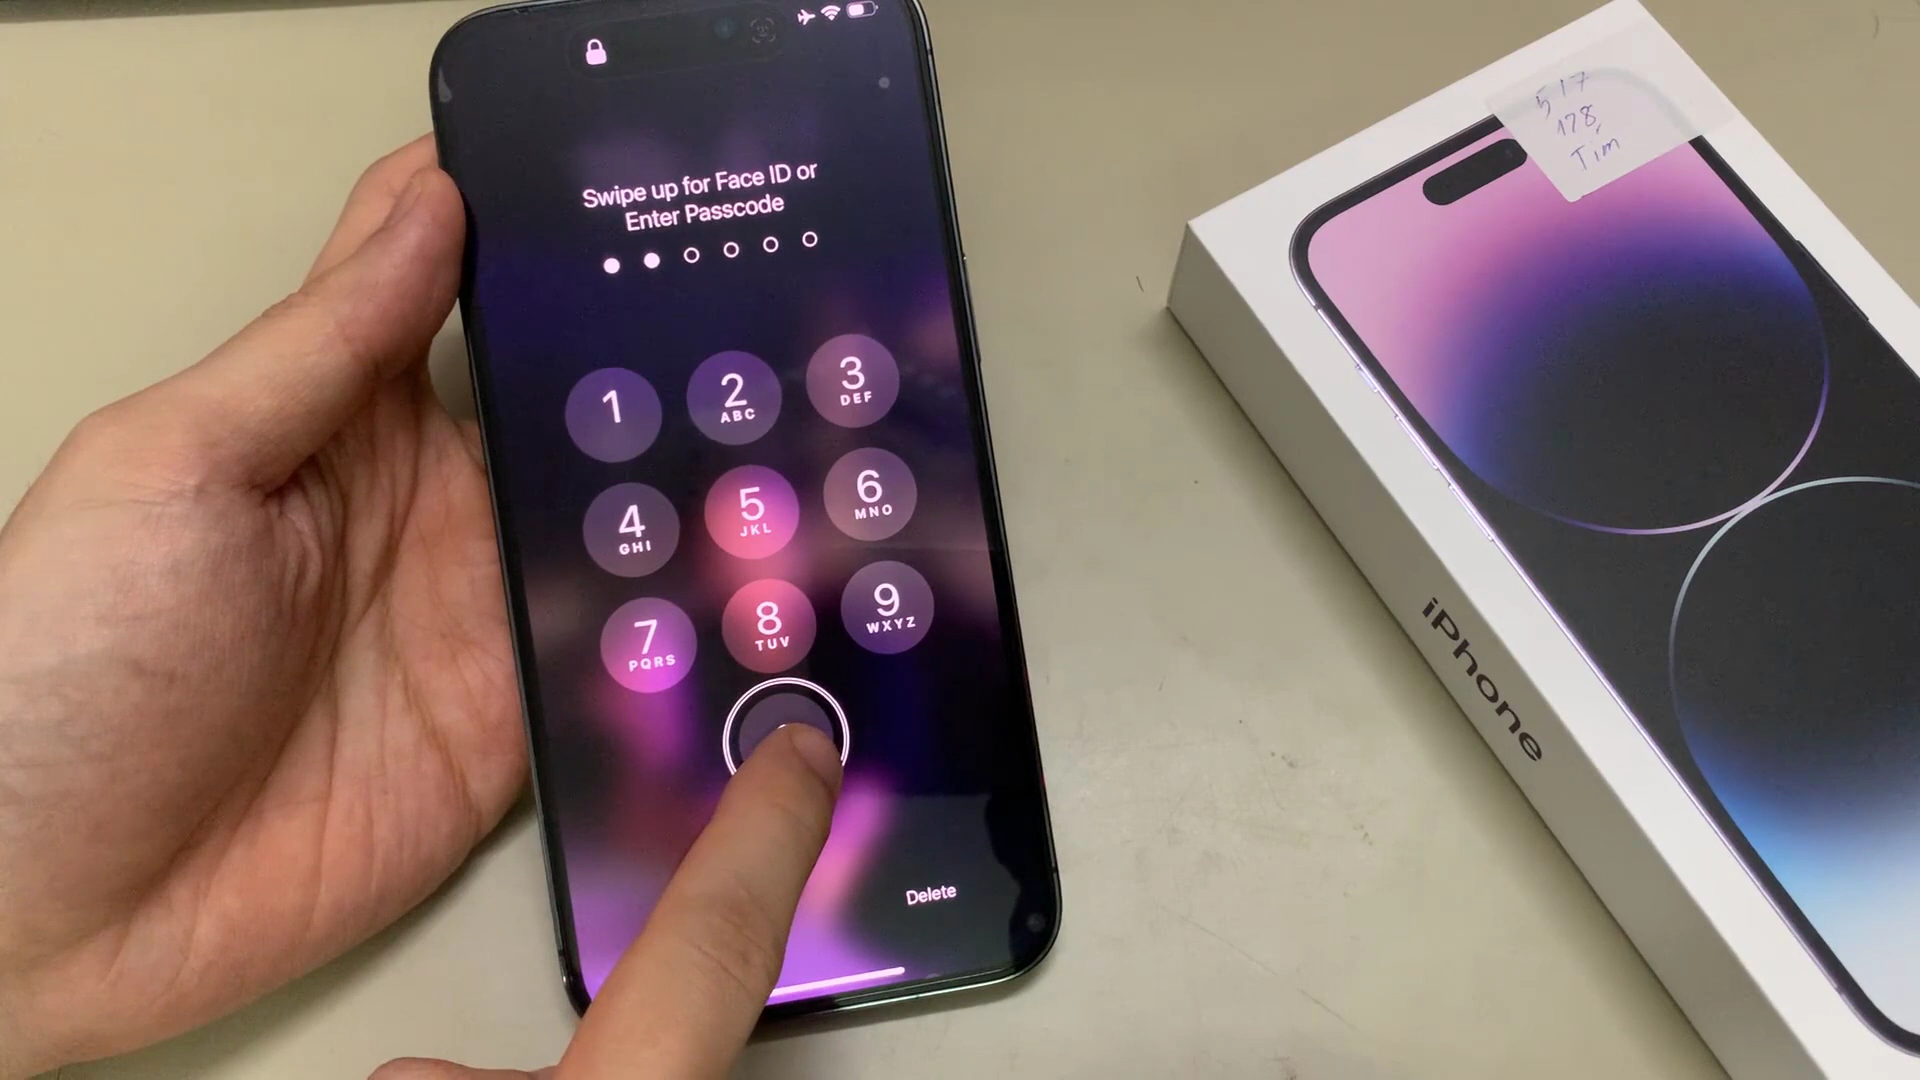 Swipe up for Face ID or
Enter Passcode
1
2
ABC
3
DEF
4
GHI
5
JKL
6
MNO
7
PQRS
8
TUV
9
WXYZ
Delete
517
178
Tim
iPhone